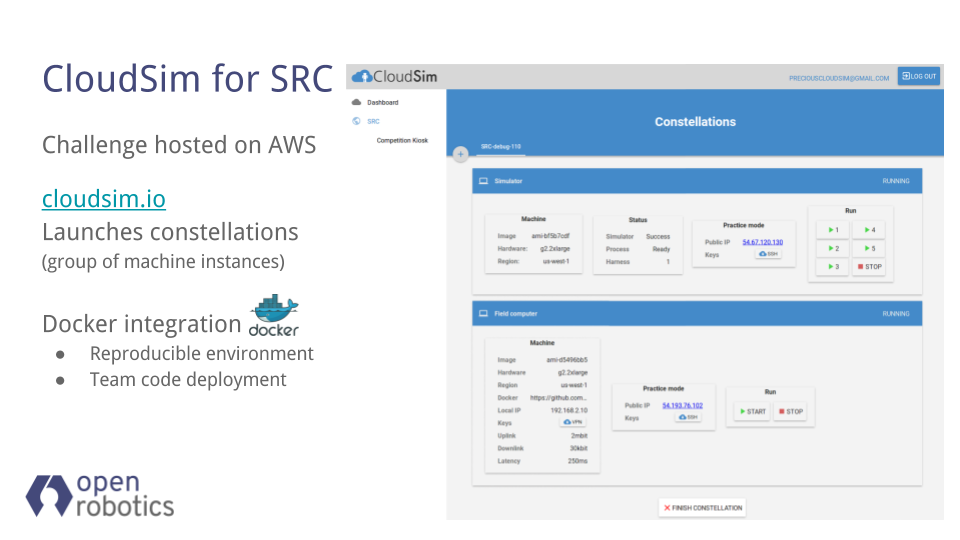 CloudSim for SRC
Challenge hosted on AWS
cloudsim.io
Launches constellations
(group of machine instances)
Docker integration
docker
● Reproducible environment
● Team code deployment
open
robotics
CloudSim
PRECIOUSCLOUDSIM@GMAIL.COM
LOG OUT
Dashboard
SRC
Competition Kiosk
Constellations
+
SRC-debug-110
Simulator
RUNNING
Machine
Image ami-bf5b7cdf
Hardware: g2.2xlarge
Region: us-west-1
Status
Simulator Success
Process Ready
Harness 1
Practice mode
Public IP 54.67.120.130
Keys SSH
Run
1 4
2 5
3 STOP
Field computer
RUNNING
Machine
Image ami-d5496bb5
Hardware g2.2xlarge
Region us-west-1
Docker https://github.com...
Local IP 192.168.2.10
Keys VPN
Uplink 2mbit
Downlink 30kbit
Latency 250ms
Practice mode
Public IP 54.193.76.102
Keys SSH
Run
START STOP
FINISH CONSTELLATION